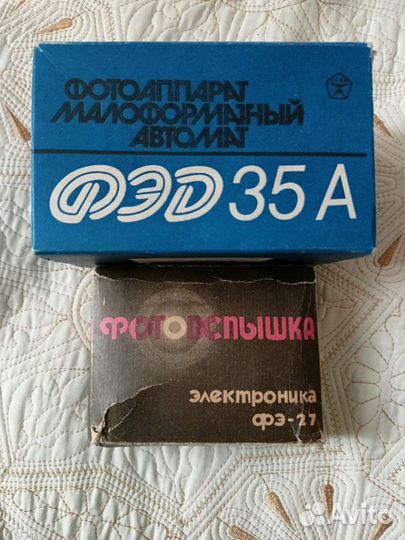 ФОТОАППАРАТ
МАЛОФОРМАТНЫЙ
АВТОМАТ
ФЭД 35 А
ФОТОВСПЫШКА
электроника
фэ-27
Avito